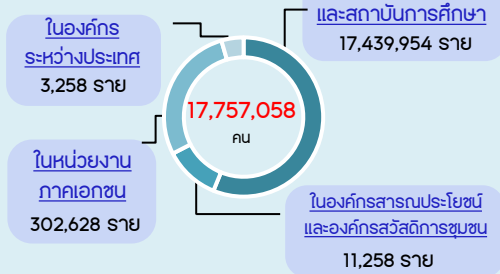 ในองค์กร
ระหว่างประเทศ
3,258 ราย
และสถาบันการศึกษา
17,439,954 ราย
17,757,058
คน
ในหน่วยงาน
ภาคเอกชน
302,628 ราย
ในองค์กรสารณประโยชน์
และองค์กรสวัสดิการชุมชน
11,258 ราย